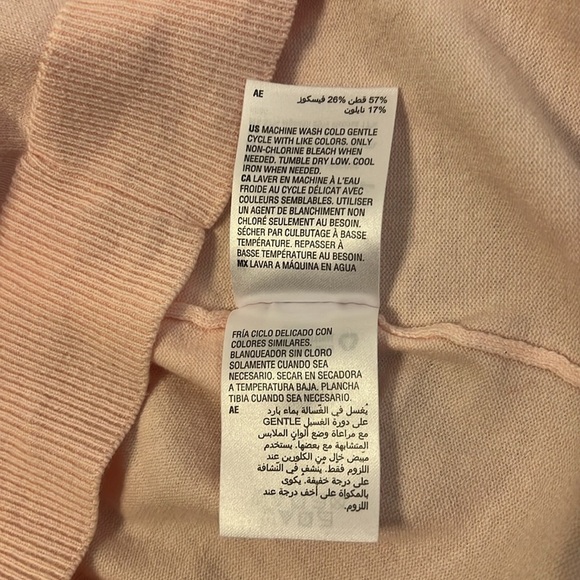 AE
57% قطن 26% فيسكوز
17% نايلون
US MACHINE WASH COLD GENTLE
CYCLE WITH LIKE COLORS. ONLY
NON-CHLORINE BLEACH WHEN
NEEDED. TUMBLE DRY LOW. COOL
IRON WHEN NEEDED.
CA LAVER EN MACHINE À L'EAU
FROIDE AU CYCLE DÉLICAT AVEC
COULEURS SEMBLABLES. UTILISER
UN AGENT DE BLANCHIMENT NON
CHLORÉ SEULEMENT AU BESOIN.
SÉCHER PAR CULBUTAGE À BASSE
TEMPÉRATURE. REPASSER À
BASSE TEMPÉRATURE AU BESOIN.
MX LAVAR A MÁQUINA EN AGUA
FRÍA CICLO DELICADO CON
COLORES SIMILARES.
BLANQUEADOR SIN CLORO
SOLAMENTE CUANDO SEA
NECESARIO. SECAR EN SECADORA
A TEMPERATURA BAJA. PLANCHA
TIBIA CUANDO SEA NECESARIO.
AE
يُغسل في الغسالة بماء بارد
على دورة الغسيل GENTLE
مع مراعاة وضع ألوان الملابس
المتشابهة مع بعضها. يستخدم
مبيض خالٍ من الكلورين عند
اللزوم فقط. يُنشف في النشافة
على درجة خفيفة. يُكوى
بالمكواة على أخف درجة عند
اللزوم.